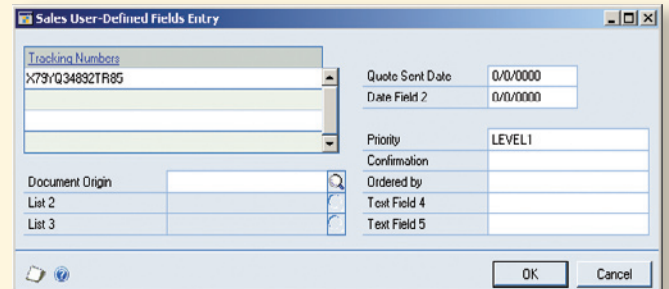 Sales User-Defined Fields Entry
Tracking Numbers
X79YQ34892TR85
Quote Sent Date 0/0/0000
Date Field 2 0/0/0000
Priority LEVEL1
Confirmation
Document Origin
Ordered by
List 2
Text Field 4
List 3
Text Field 5
OK
Cancel